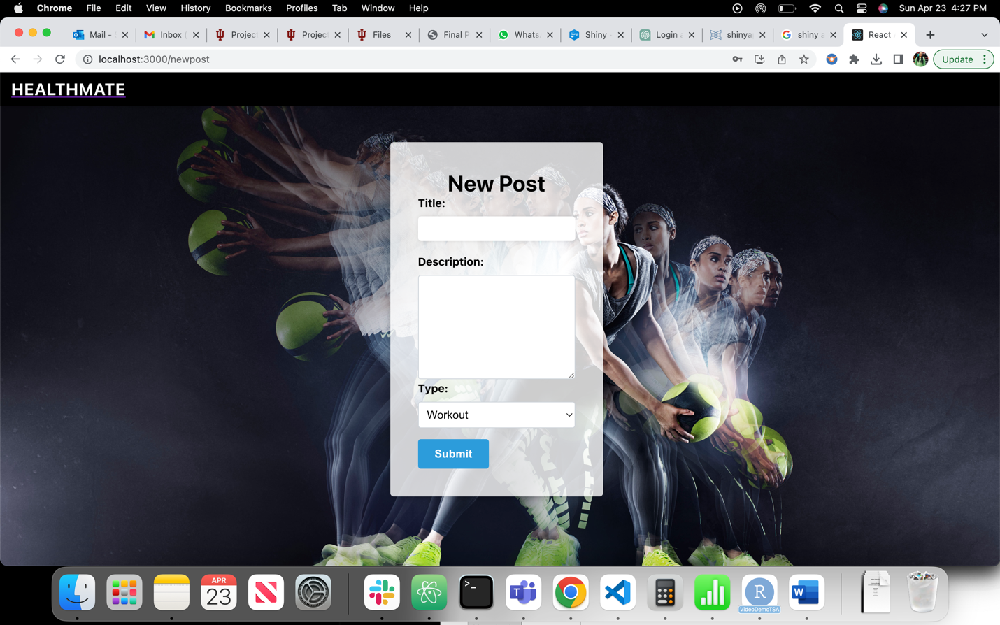 Chrome File Edit View History Bookmarks Profiles Tab Window Help Sun Apr 23 4:27 PM
Mail - Inbox Project Project Files Final P Whats Shiny - Login a shinya shiny a React
localhost:3000/newpost Update
HEALTHMATE
New Post
Title:
Description:
Type:
Workout
Submit
APR
23
>_
T
R
W
VideoDemoTSA